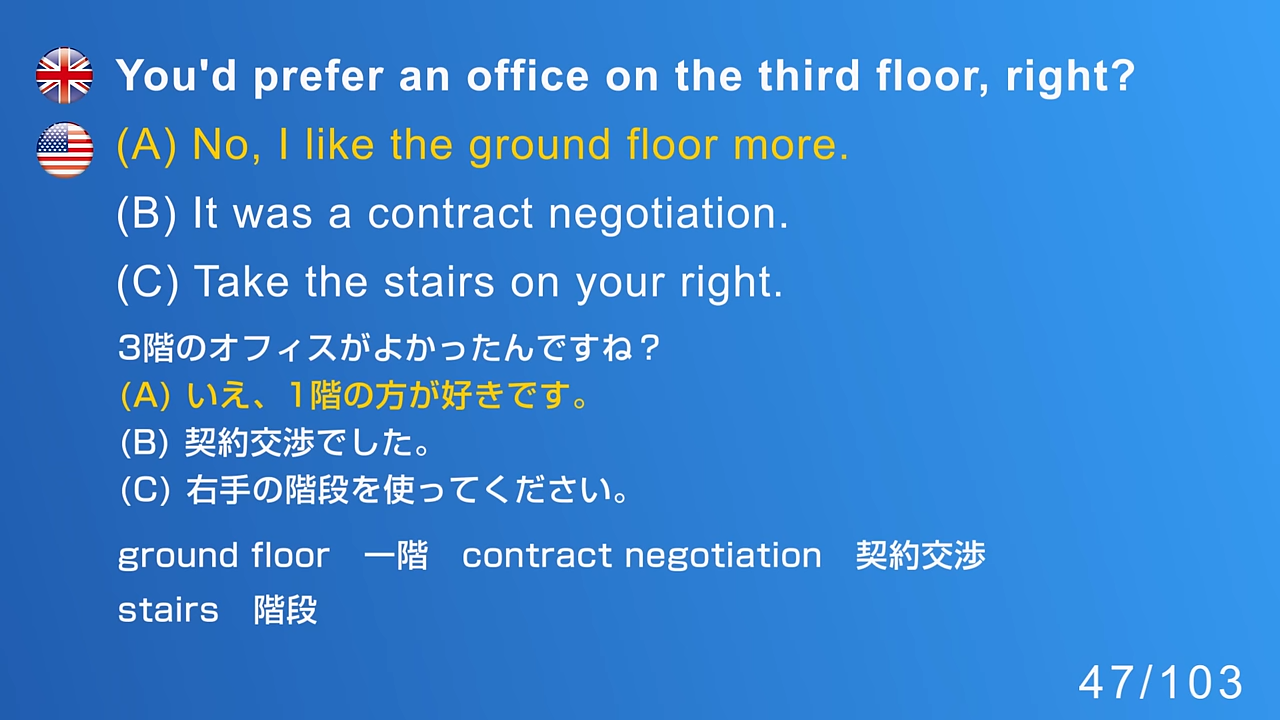 You'd prefer an office on the third floor, right?
(A) No, I like the ground floor more.
(B) It was a contract negotiation.
(C) Take the stairs on your right.
3階のオフィスがよかったんですね？
(A) いえ、1階の方が好きです。
(B) 契約交渉でした。
(C) 右手の階段を使ってください。
ground floor　一階　contract negotiation　契約交渉
stairs　階段
47/103